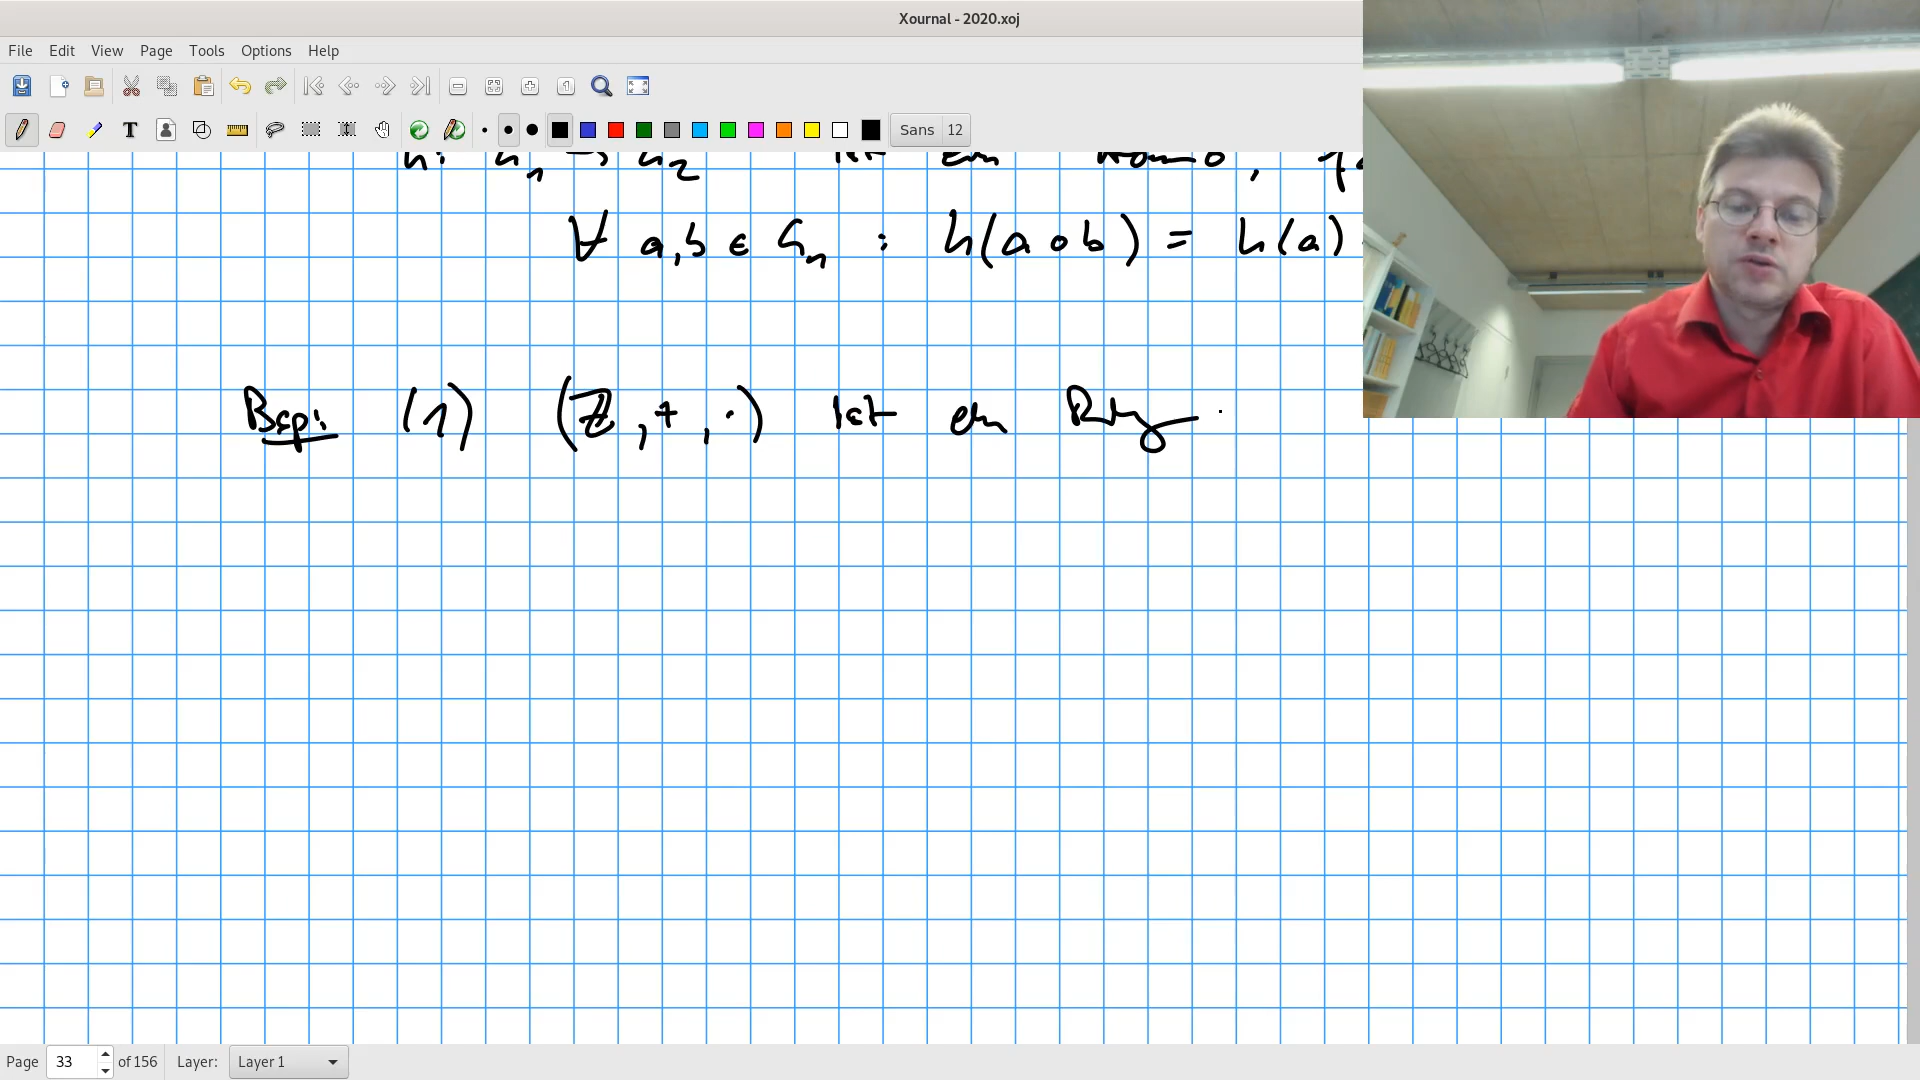 Xournal - 2020.xoj
File Edit View Page Tools Options Help
Sans 12
∀ a,b ∈ G₁ : h(a∘b) = h(a)
Bsp: (1) (ℤ, +, ·) ist ein Ring.
Page 33 of 156 Layer: Layer 1